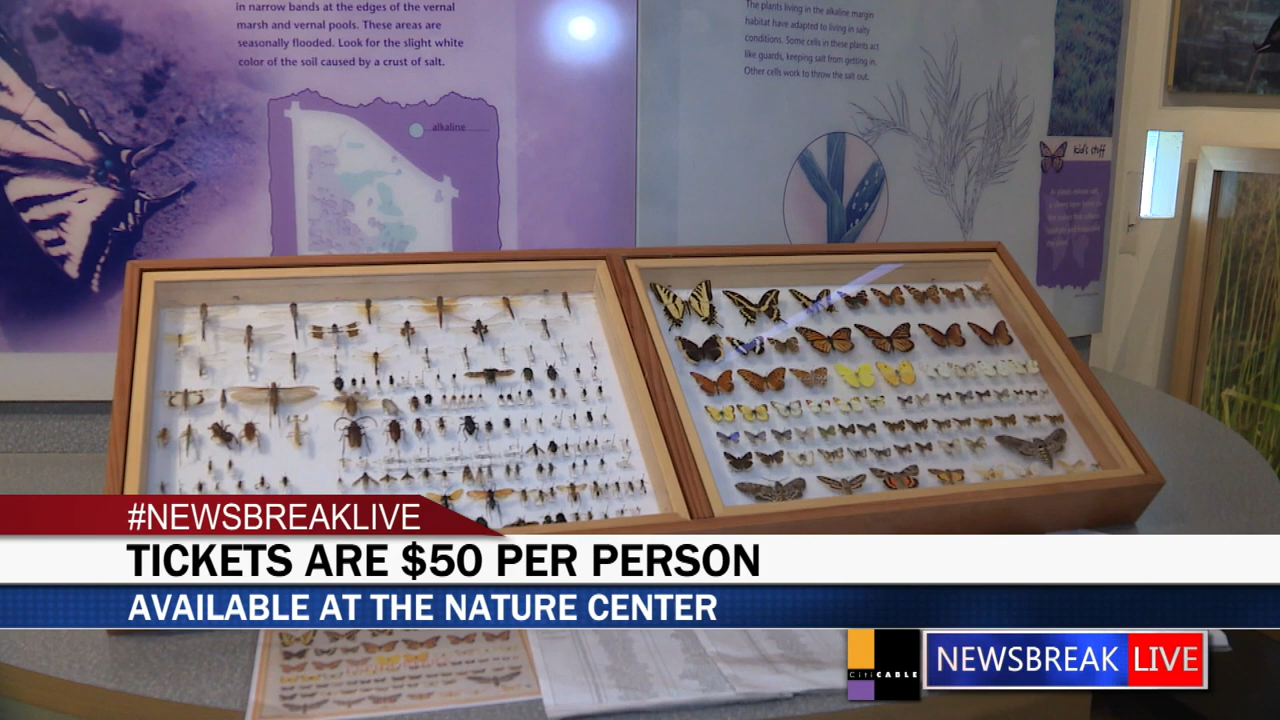 in narrow bands at the edges of the vernal
marsh and vernal pools. These areas are
seasonally flooded. Look for the slight white
color of the soil caused by a crust of salt.
alkaline
The plants living in the alkaline margin
habitat have adapted to living in salty
conditions. Some cells in these plants act
like guards, keeping salt from getting in.
Other cells work to throw the salt out.
kid's stuff
#NEWSBREAKLIVE
TICKETS ARE $50 PER PERSON
AVAILABLE AT THE NATURE CENTER
CitiCABLE
NEWSBREAK LIVE